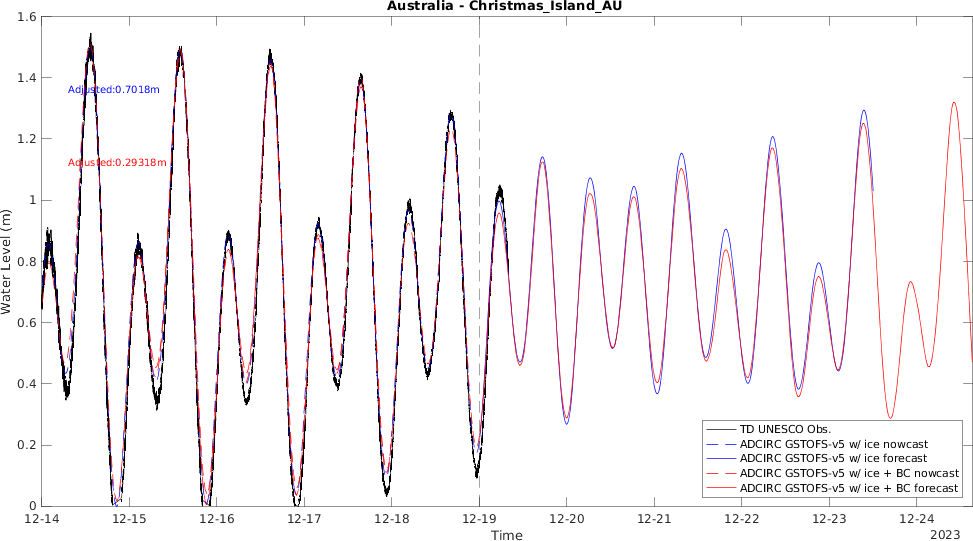 Australia - Christmas_Island_AU
1.6
1.4
1.2
1
0.8
0.6
0.4
0.2
0
Water Level (m)
Adjusted:0.7018m
Adjusted:0.29318m
TD UNESCO Obs.
ADCIRC GSTOFS-v5 w/ ice nowcast
ADCIRC GSTOFS-v5 w/ ice forecast
ADCIRC GSTOFS-v5 w/ ice + BC nowcast
ADCIRC GSTOFS-v5 w/ ice + BC forecast
12-14 12-15 12-16 12-17 12-18 12-19 12-20 12-21 12-22 12-23 12-24
Time
2023